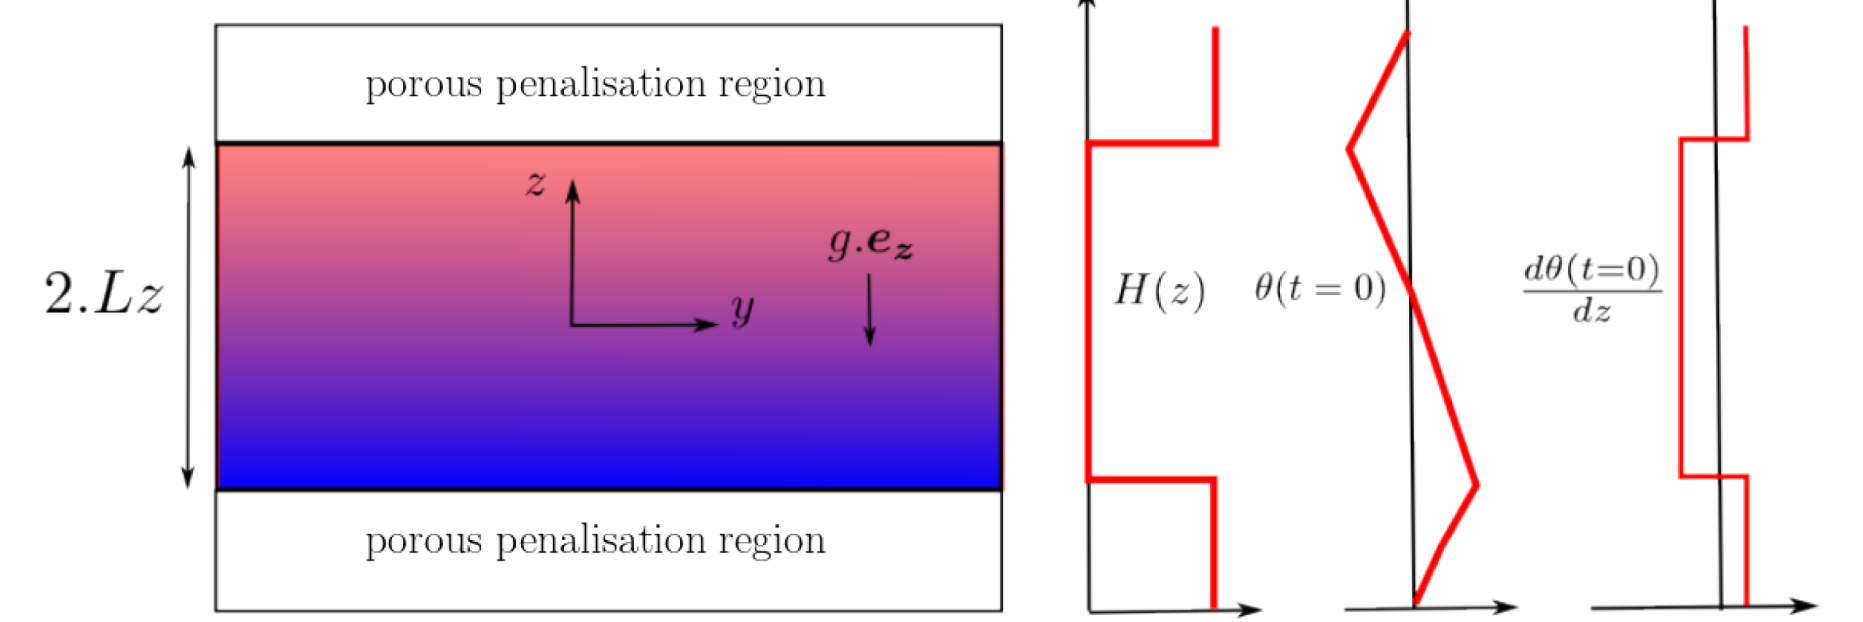 porous penalisation region
2.Lz
z
y
g.e_z
porous penalisation region
H(z)
θ(t = 0)
dθ(t=0)
dz